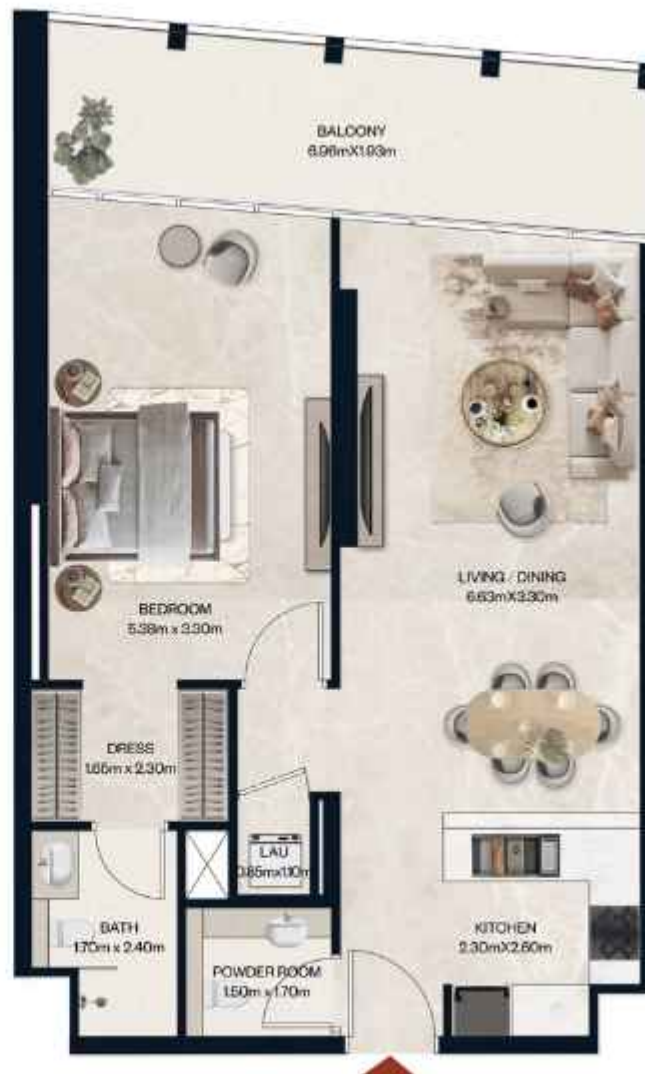 BALCONY
6.96mX1.93m
BEDROOM
5.38m x 3.30m
LIVING / DINING
6.63mX3.30m
DRESS
1.65m x 2.30m
LAU
0.85mx1.10m
BATH
1.70m x 2.40m
KITCHEN
2.30mX2.60m
POWDER ROOM
1.50m x 1.70m